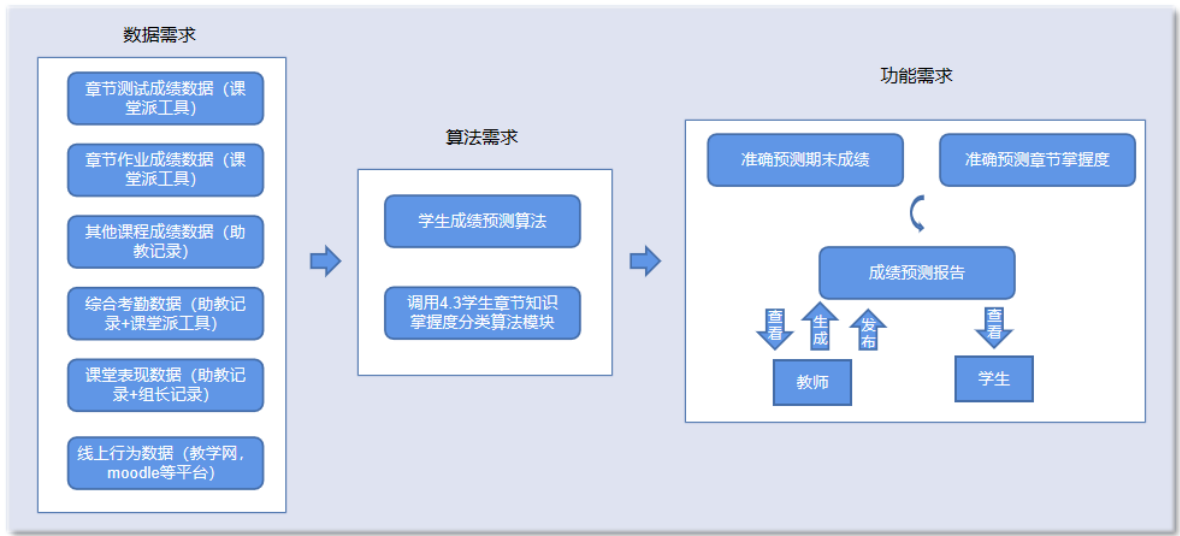 数据需求
章节测试成绩数据（课
堂派工具）
章节作业成绩数据（课
堂派工具）
其他课程成绩数据（助
教记录）
综合考勤数据（助教记
录+课堂派工具）
课堂表现数据（助教记
录+组长记录）
线上行为数据（教学网，
moodle等平台）
算法需求
学生成绩预测算法
调用4.3学生章节知识
掌握度分类算法模块
功能需求
准确预测期末成绩
准确预测章节掌握度
成绩预测报告
查看
生成
发布
查看
教师
学生